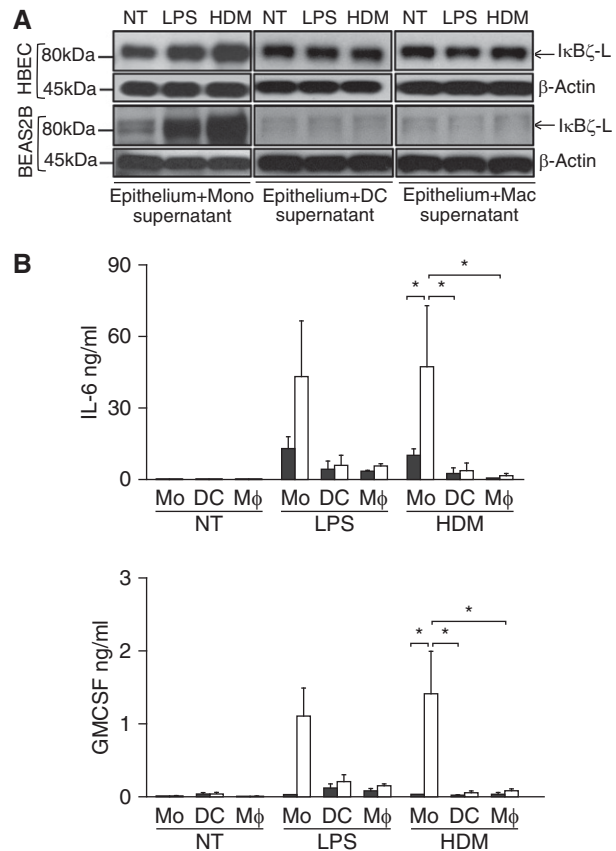 A
NT LPS HDM NT LPS HDM NT LPS HDM
HBEC
80kDa
IκBζ-L
45kDa
β-Actin
BEAS2B
80kDa
IκBζ-L
45kDa
β-Actin
Epithelium+Mono supernatant
Epithelium+DC supernatant
Epithelium+Mac supernatant
B
IL-6 ng/ml
90
60
30
0
* * *
Mo DC Mϕ Mo DC Mϕ Mo DC Mϕ
NT LPS HDM
GMCSF ng/ml
3
2
1
0
* * *
Mo DC Mϕ Mo DC Mϕ Mo DC Mϕ
NT LPS HDM